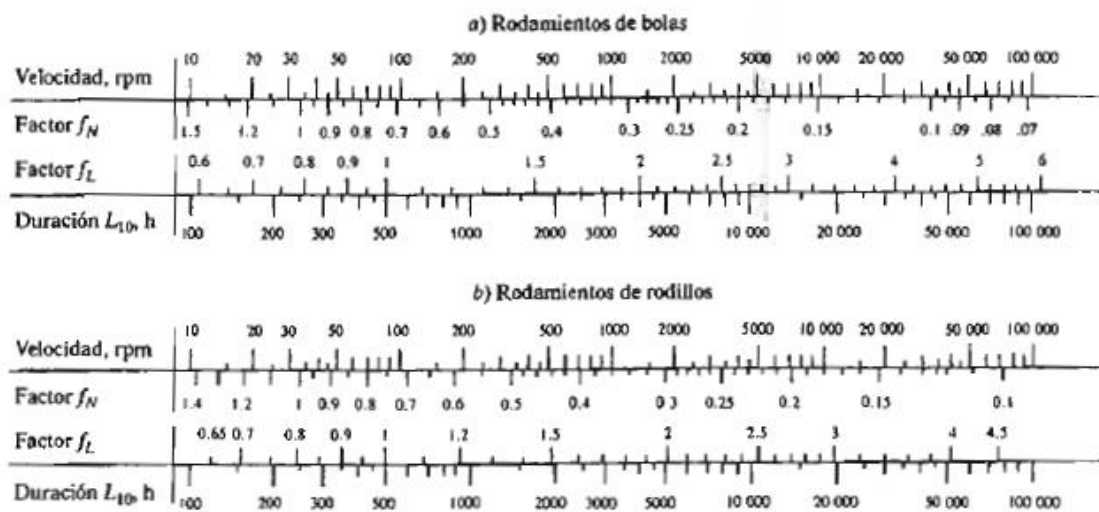 a) Rodamientos de bolas
10 20 30 50 100 200 500 1000 2000 5000 10 000 20 000 50 000 100 000
Velocidad, rpm
Factor fN
1.5 1.2 1 0.9 0.8 0.7 0.6 0.5 0.4 0.3 0.25 0.2 0.15 0.1 .09 .08 .07
0.6 0.7 0.8 0.9 1 1.5 2 2.5 3 4 5 6
Factor fL
Duración L10, h
100 200 300 500 1000 2000 3000 5000 10 000 20 000 50 000 100 000
b) Rodamientos de rodillos
10 20 30 50 100 200 500 1000 2000 5000 10 000 20 000 50 000 100 000
Velocidad, rpm
Factor fN
1.4 1.2 1 0.9 0.8 0.7 0.6 0.5 0.4 0.3 0.25 0.2 0.15 0.1
0.65 0.7 0.8 0.9 1 1.2 1.5 2 2.5 3 4 4.5
Factor fL
Duración L10, h
100 200 300 500 1000 2000 3000 5000 10 000 20 000 50 000 100 000